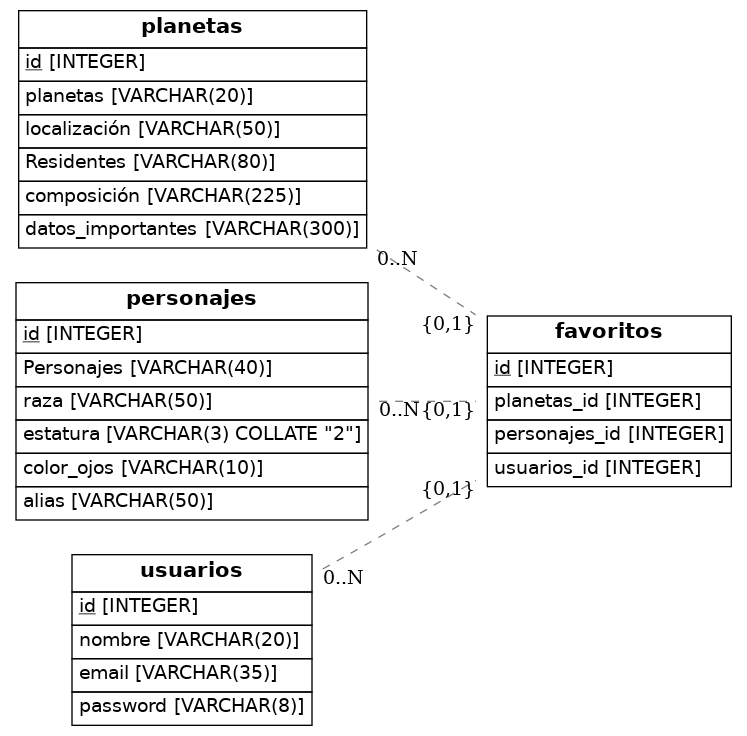 planetas
id [INTEGER]
planetas [VARCHAR(20)]
localización [VARCHAR(50)]
Residentes [VARCHAR(80)]
composición [VARCHAR(225)]
datos_importantes [VARCHAR(300)]
0..N
{0,1}
personajes
id [INTEGER]
Personajes [VARCHAR(40)]
raza [VARCHAR(50)]
estatura [VARCHAR(3) COLLATE "2"]
color_ojos [VARCHAR(10)]
alias [VARCHAR(50)]
0..N
{0,1}
favoritos
id [INTEGER]
planetas_id [INTEGER]
personajes_id [INTEGER]
usuarios_id [INTEGER]
{0,1}
0..N
usuarios
id [INTEGER]
nombre [VARCHAR(20)]
email [VARCHAR(35)]
password [VARCHAR(8)]